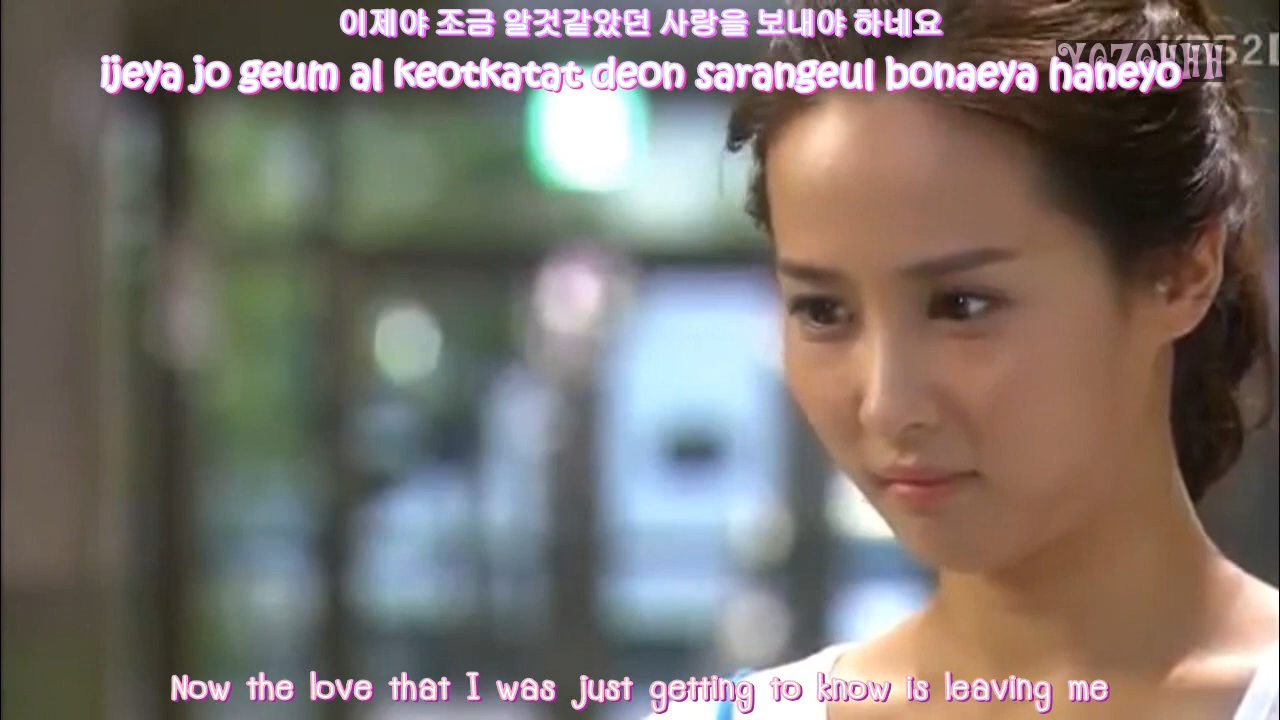 이제야 조금 알것같았던 사랑을 보내야 하네요
ijeya jo geum al keotkatat deon sarangeul bonaeya haneyo
Now the love that I was just getting to know is leaving me